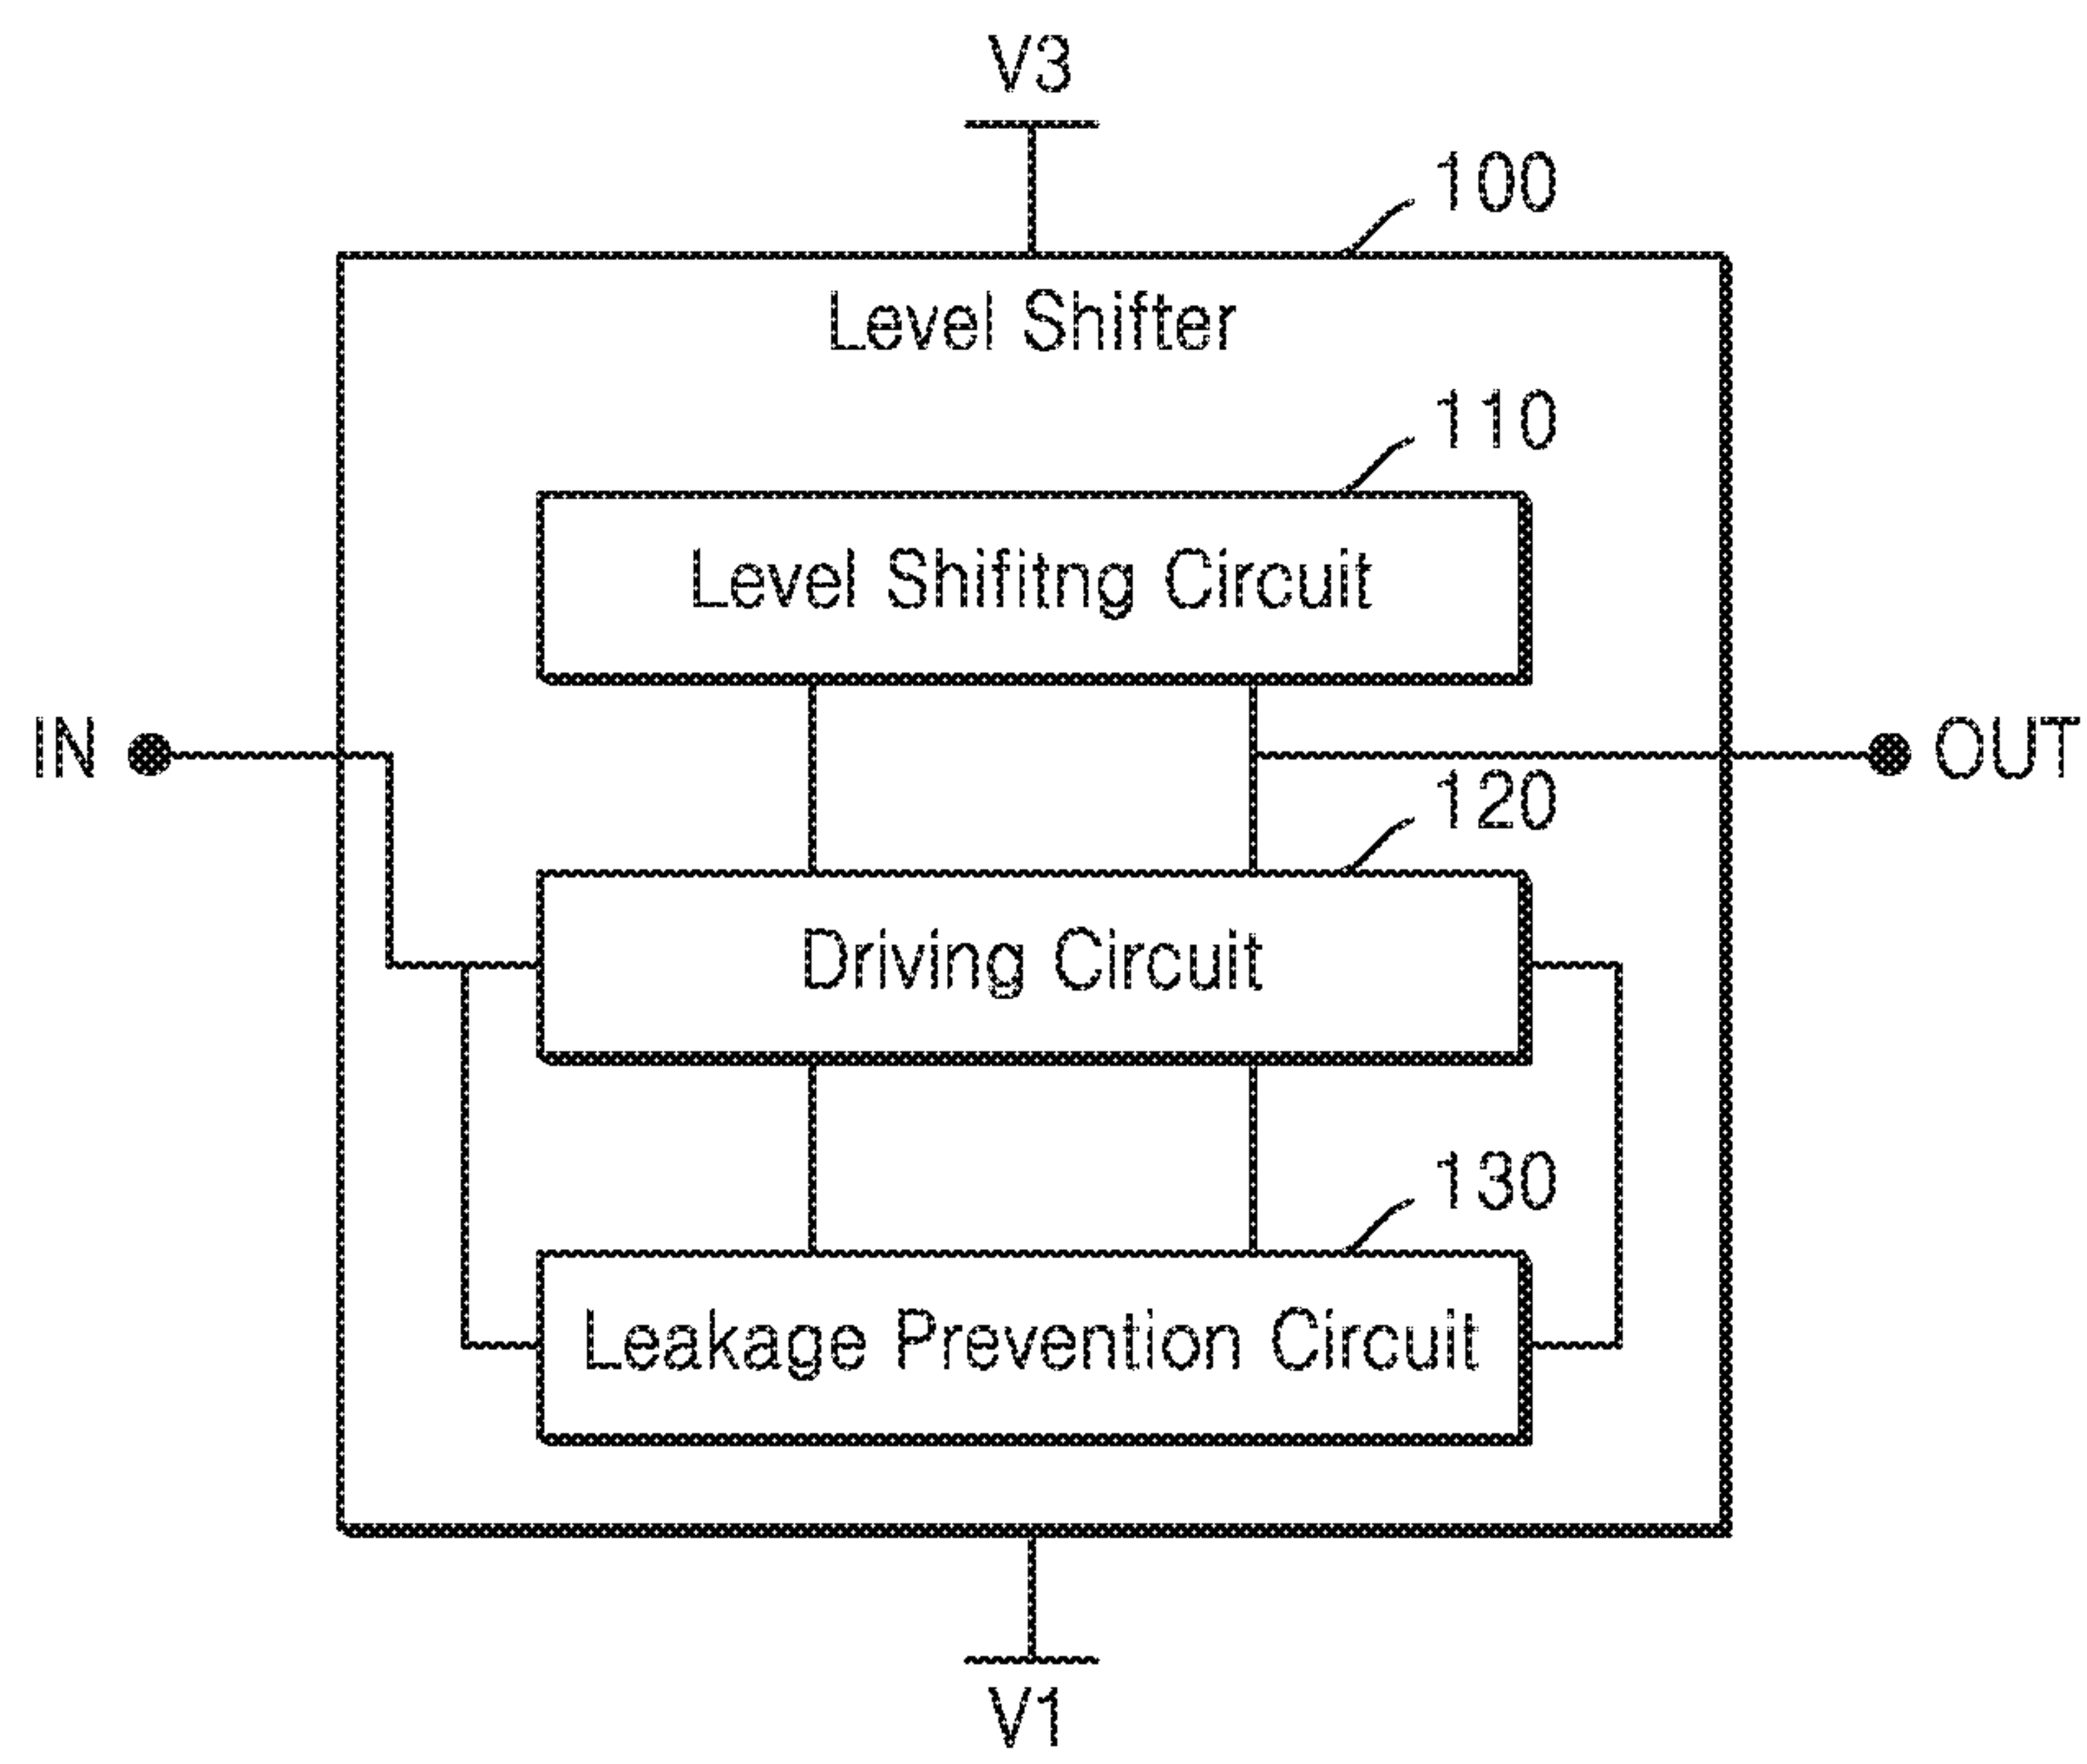 V3
100
Level Shifter
110
Level Shifitng Circuit
IN
OUT
120
Driving Circuit
130
Leakage Prevention Circuit
V1